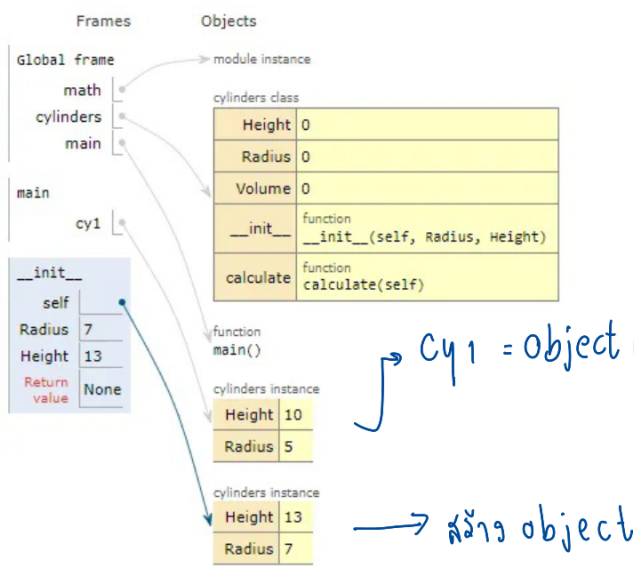 Frames Objects
Global frame
module instance
math
cylinders class
cylinders
Height 0
main
Radius 0
Volume 0
main
function
__init__ __init__(self, Radius, Height)
cy1
function
calculate calculate(self)
__init__
self
Radius 7
function
main()
Height 13
Return value None
cy1 = object
cylinders instance
Height 10
Radius 5
cylinders instance
Height 13
Radius 7
สร้าง object